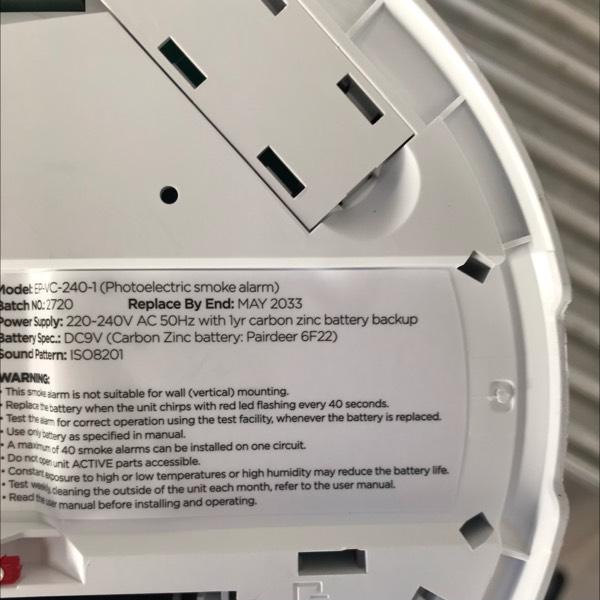 Model: EP-VC-240-1 (Photoelectric smoke alarm)
Batch NO.: 2720 Replace By End: MAY 2033
Power Supply: 220~240V AC 50Hz with 1yr carbon zinc battery backup
Battery Spec.: DC9V (Carbon Zinc battery: Pairdeer 6F22)
Sound Pattern: ISO8201
WARNING:
• This smoke alarm is not suitable for wall (vertical) mounting.
• Replace the battery when the unit chirps with red led flashing every 40 seconds.
• Test the alarm for correct operation using the test facility, whenever the battery is replaced.
• Use only battery as specified in manual.
• A maximum of 40 smoke alarms can be installed on one circuit.
• Do not open unit ACTIVE parts accessible.
• Constant exposure to high or low temperatures or high humidity may reduce the battery life.
• Test weekly, cleaning the outside of the unit each month, refer to the user manual.
• Read the user manual before installing and operating.